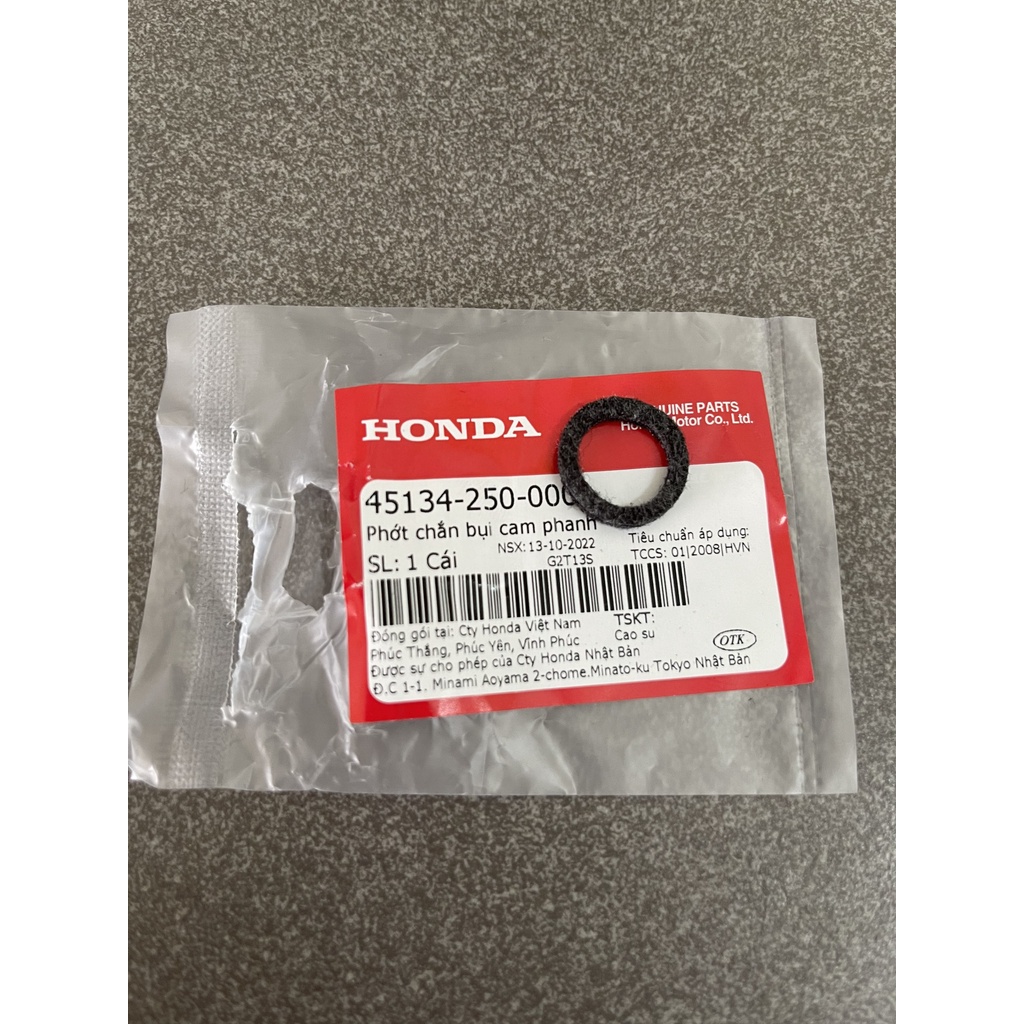 HONDA
PARTS
Motor Co., Ltd.
45134-250-000
Phớt chắn bụi cam phanh
SL: 1 Cái
NSX: 13-10-2022
G2T13S
Tiêu chuẩn áp dụng:
TCCS: 01|2008|HVN
Đóng gói tại: Cty Honda Việt Nam
Phúc Thắng, Phúc Yên, Vĩnh Phúc
Được sự cho phép của Cty Honda Nhật Bản
Đ.C 1-1. Minami Aoyama 2-chome.Minato-ku Tokyo Nhật Bản
TSKT:
Cao su
OTK